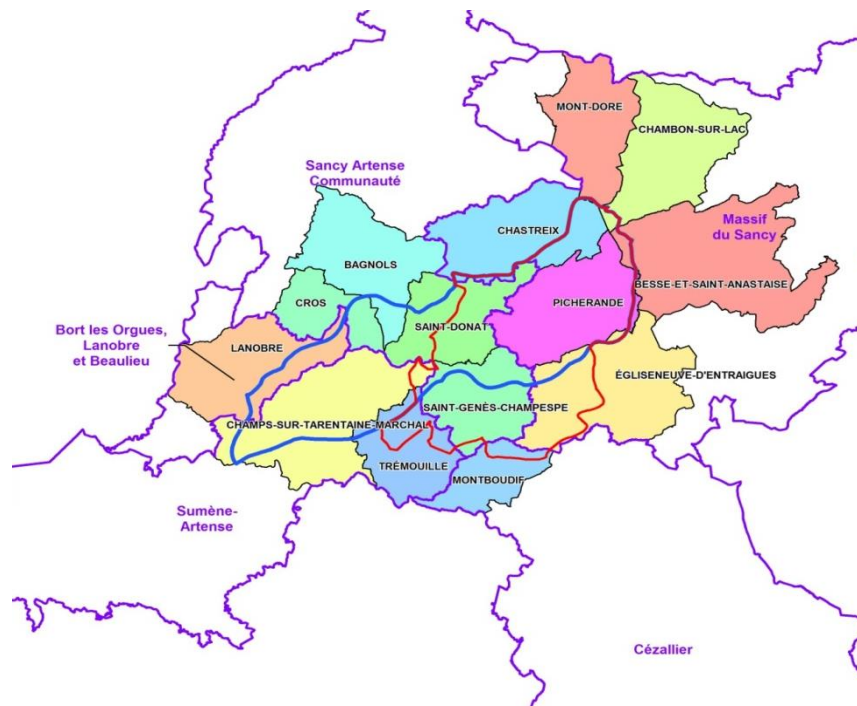 MONT-DORE
CHAMBON-SUR-LAC
Sancy Artense
Communauté
CHASTREIX
Massif
du Sancy
BAGNOLS
BESSE-ET-SAINT-ANASTAISE
CROS
PICHERANDE
SAINT-DONAT
Bort les Orgues,
Lanobre
et Beaulieu
LANOBRE
ÉGLISENEUVE-D'ENTRAIGUES
SAINT-GENÈS-CHAMPESPE
CHAMPS-SUR-TARENTAINE-MARCHAL
TRÉMOUILLE
MONTBOUDIF
Sumène-
Artense
Cézallier